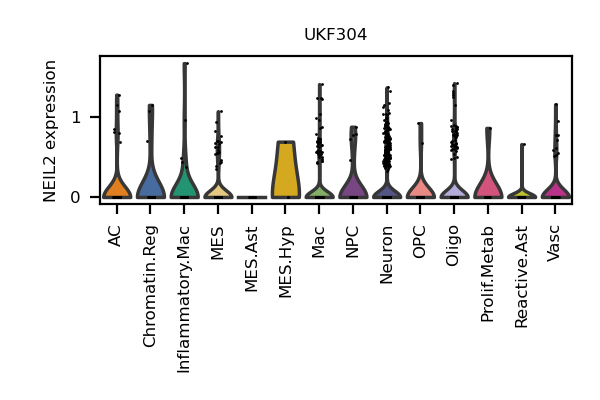 UKF304
NEIL2 expression
1
0
AC
Chromatin.Reg
Inflammatory.Mac
MES
MES.Ast
MES.Hyp
Mac
NPC
Neuron
OPC
Oligo
Prolif.Metab
Reactive.Ast
Vasc